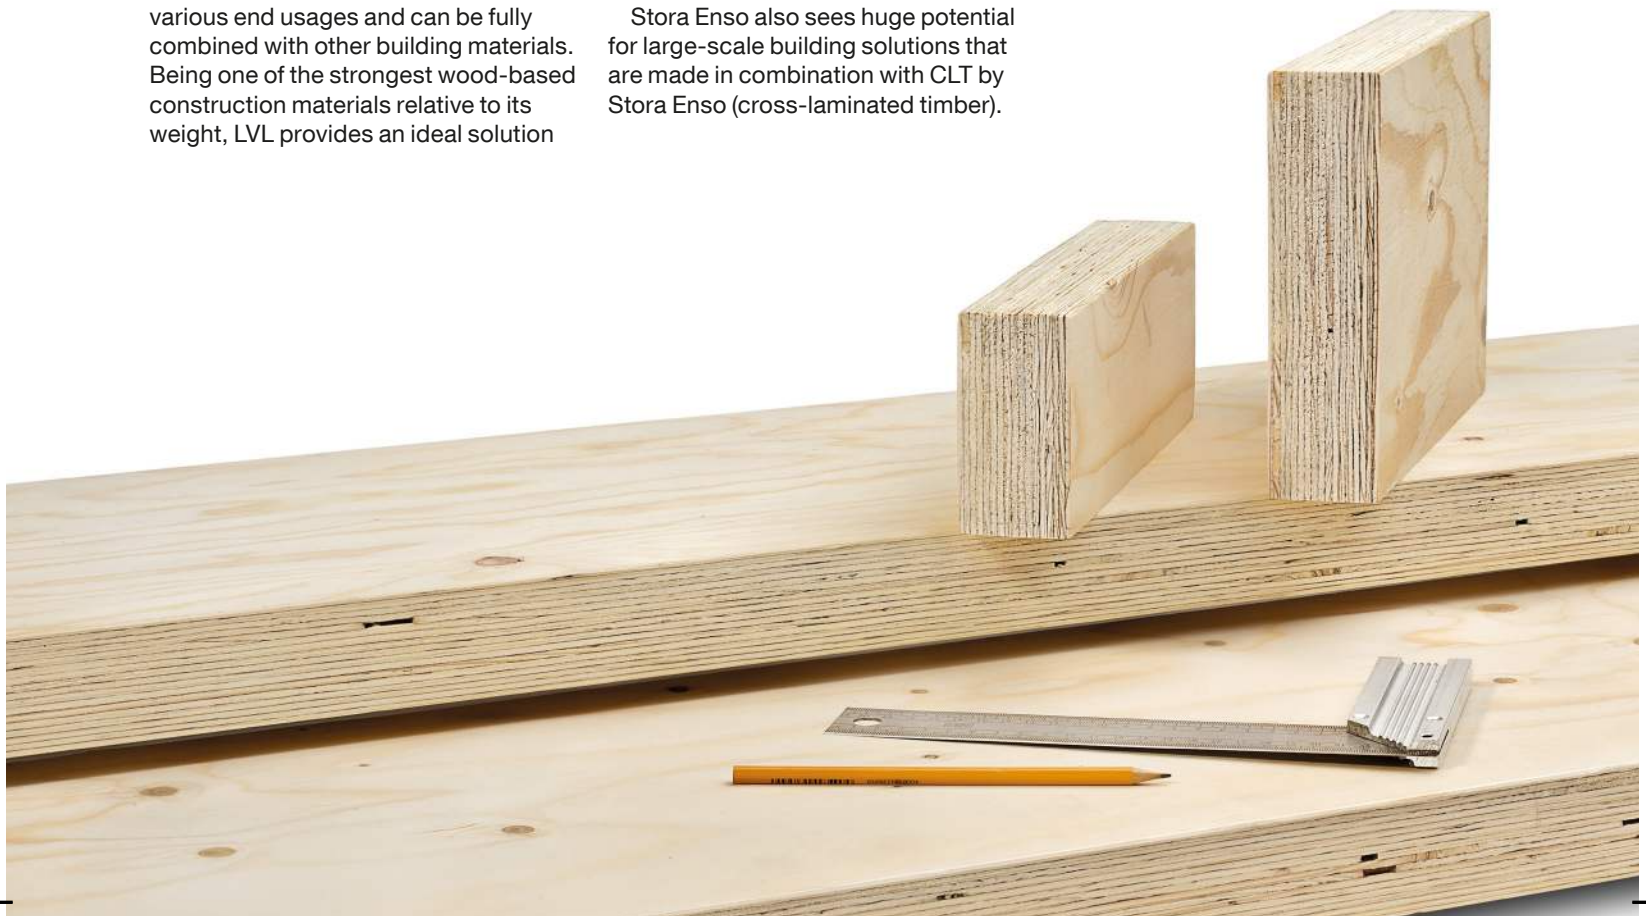 various end usages and can be fully
combined with other building materials.
Being one of the strongest wood-based
construction materials relative to its
weight, LVL provides an ideal solution
Stora Enso also sees huge potential
for large-scale building solutions that
are made in combination with CLT by
Stora Enso (cross-laminated timber).